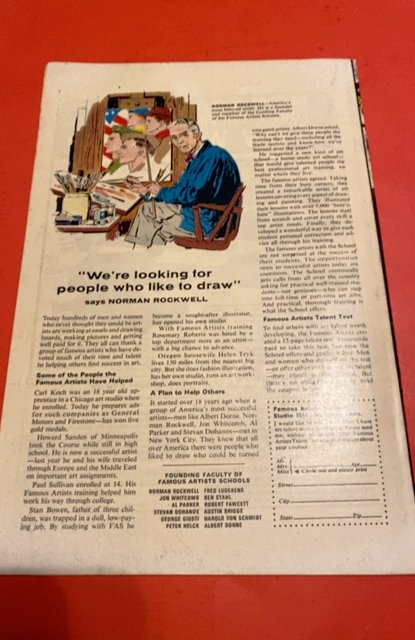 NORMAN ROCKWELL—America's
most beloved artist. He is a founder
and member of the Guiding Faculty
of the Famous Artists Schools.
"We're looking for
people who like to draw"
says NORMAN ROCKWELL
Today hundreds of men and
women who never thought they could be art-
ists are working at easels and drawing
boards, making pictures and getting
well paid for it. They all can thank a
group of famous artists who have de-
voted much of their time and talent
to helping others find success in art.
Some of the People the
Famous Artists Have Helped
Carl Koch was an 18 year old ap-
prentice in a Chicago art studio when
he enrolled. Today he prepares ads
for such companies as General
Motors and Firestone—has won five
gold medals.
Howard Sanden of Minneapolis
took the Course while still in high
school. He is now a successful artist
—last year he and his wife traveled
through Europe and the Middle East
on important art assignments.
Paul Sullivan enrolled at 14. His
Famous Artists training helped him
work his way through college.
Stan Bowen, father of three chil-
dren, was trapped in a dull, low-pay-
ing job. By studying with FAS he
became a sought-after illustrator,
has opened his own studio.
With Famous Artists training
Rosemary Roberts was hired by a
top department store as an artist—
with a big chance to advance.
Oregon housewife Helen Tryk
lives 150 miles from the nearest big
city. But she does fashion illustration,
has her own studio, runs an art work-
shop, does portraits.
A Plan to Help Others
It started over 18 years ago when a
group of America's most successful
artists—men like Albert Dorne, Nor-
man Rockwell, Jon Whitcomb, Al
Parker and Stevan Dohanos—met in
New York City. They knew that all
over America there were people who
liked to draw who could be turned
FOUNDING FACULTY OF
FAMOUS ARTISTS SCHOOLS
NORMAN ROCKWELL FRED LUDEKENS
JON WHITCOMB BEN STAHL
AL PARKER ROBERT FAWCETT
STEVAN DOHANOS AUSTIN BRIGGS
GEORGE GIUSTI HAROLD VON SCHMIDT
PETER HELCK ALBERT DORNE
into good artists. Albert Dorne asked,
"Why can't we give these people the
training they need—including all the
trade secrets and know-how we've
learned over the years?"
He suggested a new kind of art
school—a home study art school—
that would give talented people the
best professional art training, no
matter where they live.
The famous artists agreed. Taking
time from their busy careers, they
created a remarkable series of art
lessons covering every aspect of draw-
ing and painting. They illustrated
their lessons with over 4,000 "here's
how" illustrations. The lessons start
from scratch and cover every skill a
top artist needs. Finally, they de-
veloped a wonderful way to give each
student personal correction and ad-
vice all through his training.
The famous artists with the School
are not surprised at the success of
their students. The opportunities
open to successful artists today are
enormous. The School continually
gets calls from all over the country
asking for practical well-trained stu-
dents—not geniuses—who can step
into full-time or part-time art jobs.
And practical, thorough training is
what the School offers.
Famous Artists Talent Test
To find others with art talent worth
developing, the Famous Artists cre-
ated a 12-page talent test. Thousands
paid to take this test, but now the
School offers and grades it free. Men
and women who
—or other
—may
there's no
the coupon
Famous
Studio
Mr.
Mrs. Age
Miss Circle one and please print
Street
City
State Zip